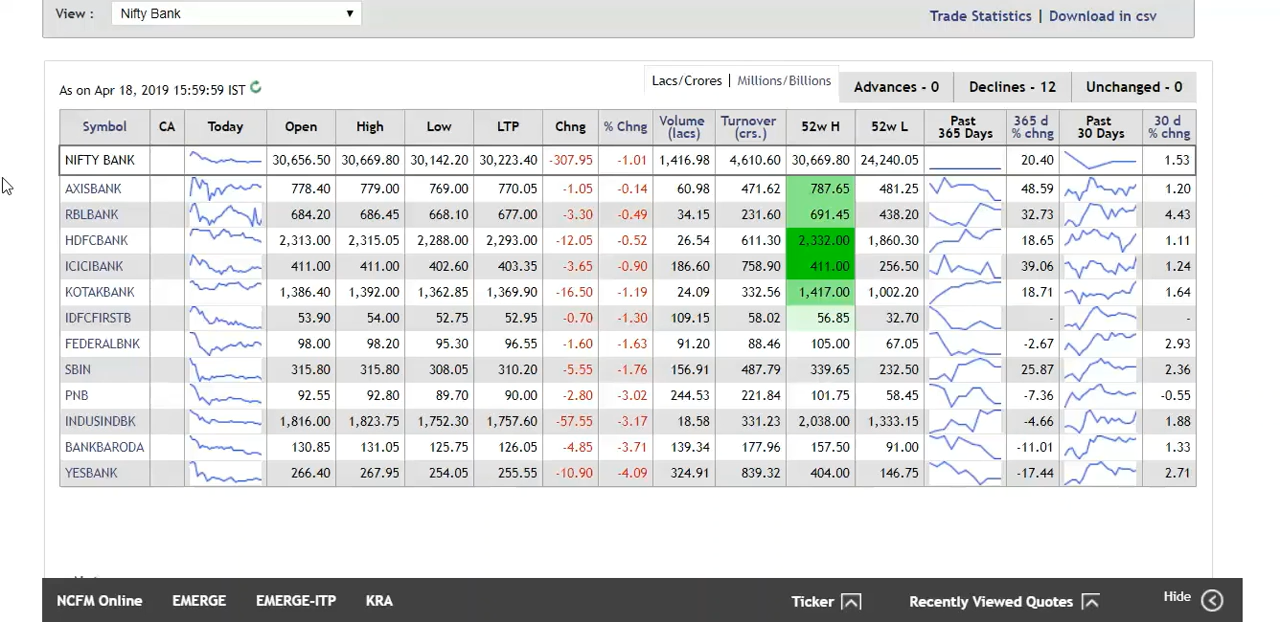 View : Nifty Bank Trade Statistics | Download in csv
As on Apr 18, 2019 15:59:59 IST Lacs/Crores | Millions/Billions Advances - 0 Declines - 12 Unchanged - 0
Symbol CA Today Open High Low LTP Chng % Chng Volume (lacs) Turnover (crs.) 52w H 52w L Past 365 Days 365 d % chng Past 30 Days 30 d % chng
NIFTY BANK 30,656.50 30,669.80 30,142.20 30,223.40 -307.95 -1.01 1,416.98 4,610.60 30,669.80 24,240.05 20.40 1.53
AXISBANK 778.40 779.00 769.00 770.05 -1.05 -0.14 60.98 471.62 787.65 481.25 48.59 1.20
RBLBANK 684.20 686.45 668.10 677.00 -3.30 -0.49 34.15 231.60 691.45 438.20 32.73 4.43
HDFCBANK 2,313.00 2,315.05 2,288.00 2,293.00 -12.05 -0.52 26.54 611.30 2,332.00 1,860.30 18.65 1.11
ICICIBANK 411.00 411.00 402.60 403.35 -3.65 -0.90 186.60 758.90 411.00 256.50 39.06 1.24
KOTAKBANK 1,386.40 1,392.00 1,362.85 1,369.90 -16.50 -1.19 24.09 332.56 1,417.00 1,002.20 18.71 1.64
IDFCFIRSTB 53.90 54.00 52.75 52.95 -0.70 -1.30 109.15 58.02 56.85 32.70 - -
FEDERALBNK 98.00 98.20 95.30 96.55 -1.60 -1.63 91.20 88.46 105.00 67.05 -2.67 2.93
SBIN 315.80 315.80 308.05 310.20 -5.55 -1.76 156.91 487.79 339.65 232.50 25.87 2.36
PNB 92.55 92.80 89.70 90.00 -2.80 -3.02 244.53 221.84 101.75 58.45 -7.36 -0.55
INDUSINDBK 1,816.00 1,823.75 1,752.30 1,757.60 -57.55 -3.17 18.58 331.23 2,038.00 1,333.15 -4.66 1.88
BANKBARODA 130.85 131.05 125.75 126.05 -4.85 -3.71 139.34 177.96 157.50 91.00 -11.01 1.33
YESBANK 266.40 267.95 254.05 255.55 -10.90 -4.09 324.91 839.32 404.00 146.75 -17.44 2.71
NCFM Online EMERGE EMERGE-ITP KRA Ticker Recently Viewed Quotes Hide